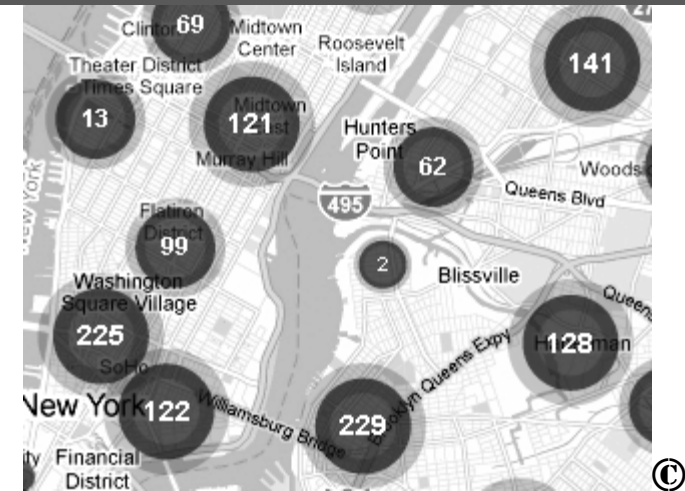 Clinton
69
Midtown
Center
Roosevelt
Island
141
Theater District
Times Square
13
Midtown
East
121
Murray Hill
Hunters
Point
62
Queens Blvd
495
Flatiron
District
99
2
Blissville
Washington
Square Village
225
SoHo
128
Brooklyn Queens Expy
New York
122
Williamsburg Bridge
229
Financial
District
©